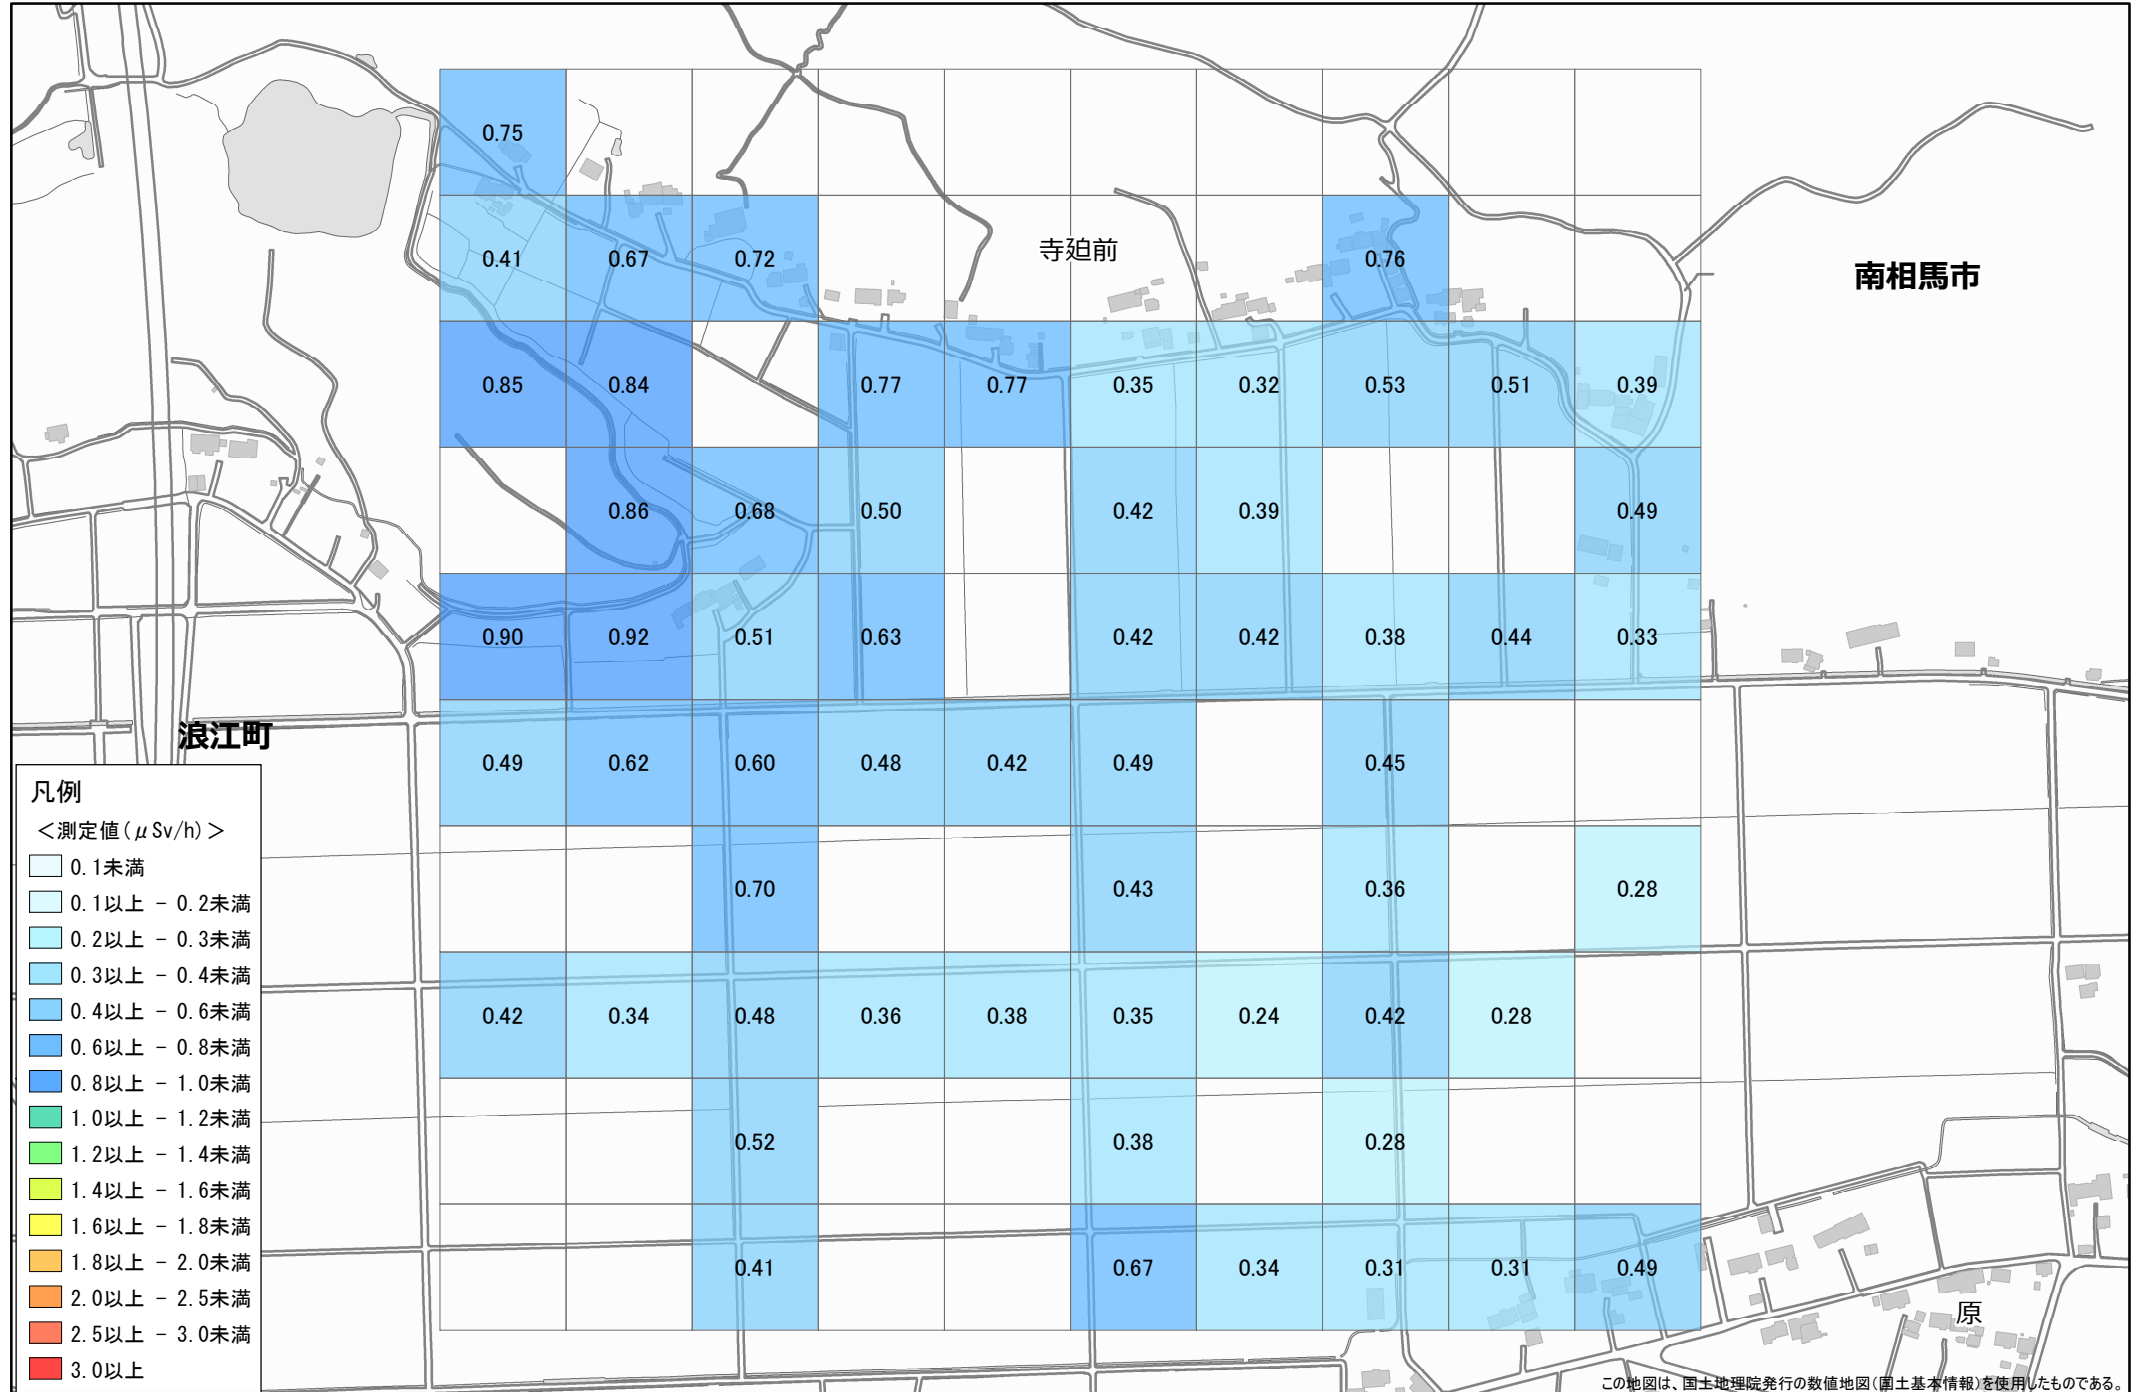 0.75
0.41 0.67 0.72 寺廹前 0.76 南相馬市
0.85 0.84 0.77 0.77 0.35 0.32 0.53 0.51 0.39
0.86 0.68 0.50 0.42 0.39 0.49
0.90 0.92 0.51 0.63 0.42 0.42 0.38 0.44 0.33
浪江町
0.49 0.62 0.60 0.48 0.42 0.49 0.45
0.70 0.43 0.36 0.28
0.42 0.34 0.48 0.36 0.38 0.35 0.24 0.42 0.28
0.52 0.38 0.28
0.41 0.67 0.34 0.31 0.31 0.49
原
凡例
＜測定値(μSv/h)＞
0.1未満
0.1以上 － 0.2未満
0.2以上 － 0.3未満
0.3以上 － 0.4未満
0.4以上 － 0.6未満
0.6以上 － 0.8未満
0.8以上 － 1.0未満
1.0以上 － 1.2未満
1.2以上 － 1.4未満
1.4以上 － 1.6未満
1.6以上 － 1.8未満
1.8以上 － 2.0未満
2.0以上 － 2.5未満
2.5以上 － 3.0未満
3.0以上
この地図は、国土地理院発行の数値地図（国土基本情報）を使用したものである。